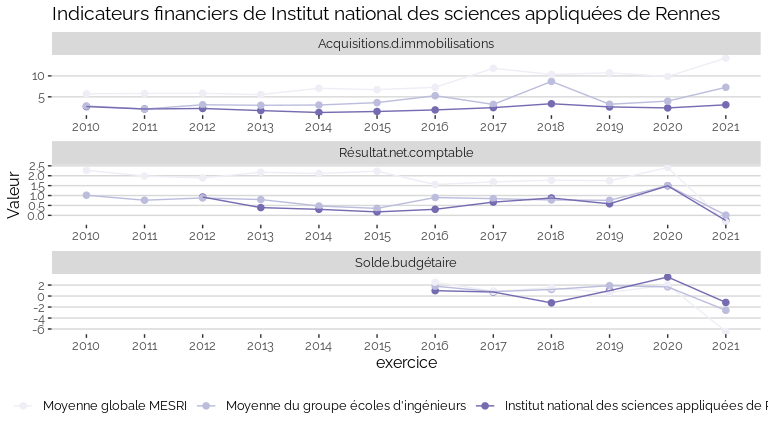 Indicateurs financiers de Institut national des sciences appliquées de Rennes
Acquisitions.d.immobilisations
10
5
2010 2011 2012 2013 2014 2015 2016 2017 2018 2019 2020 2021
Résultat.net.comptable
2.5
2.0
1.5
1.0
0.5
0.0
2010 2011 2012 2013 2014 2015 2016 2017 2018 2019 2020 2021
Solde.budgétaire
2
0
-2
-4
-6
2010 2011 2012 2013 2014 2015 2016 2017 2018 2019 2020 2021
Valeur
exercice
Moyenne globale MESRI Moyenne du groupe écoles d'ingénieurs Institut national des sciences appliquées de